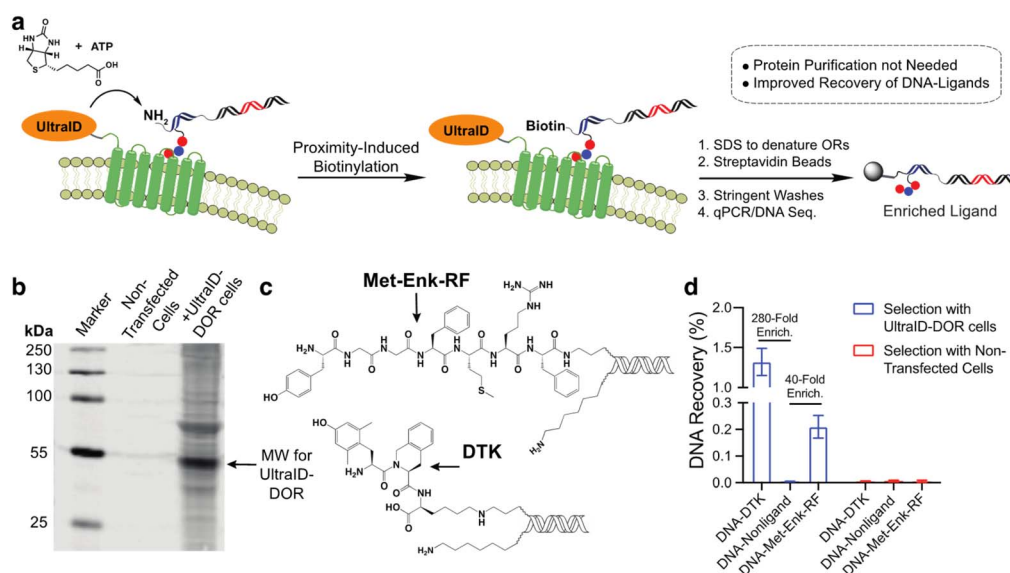 a
+ ATP
UltraID
NH2
Proximity-Induced
Biotinylation
UltraID
Biotin
• Protein Purification not Needed
• Improved Recovery of DNA-Ligands
1. SDS to denature ORs
2. Streptavidin Beads
3. Stringent Washes
4. qPCR/DNA Seq.
Enriched Ligand
O
HN
NH
H
H
S
O
OH
b
kDa
Marker
Non-
Transfected
Cells
+UltraID-
DOR cells
250
130
100
55
25
MW for
UltraID-
DOR
c
Met-Enk-RF
HO
H2N
O
H
N
O
N
H
O
H
N
O
N
H
S
O
H
N
HN
NH
NH2
O
N
H
O
H
N
H2N
DTK
HO
H2N
O
N
O
NH
HO
O
N
H
H2N
d
DNA Recovery (%)
2.0
1.5
1.0
0.3
0.2
0.1
0.0
280-Fold
Enrich.
40-Fold
Enrich.
Selection with
UltraID-DOR cells
Selection with Non-
Transfected Cells
DNA-DTK
DNA-Nonligand
DNA-Met-Enk-RF
DNA-DTK
DNA-Nonligand
DNA-Met-Enk-RF